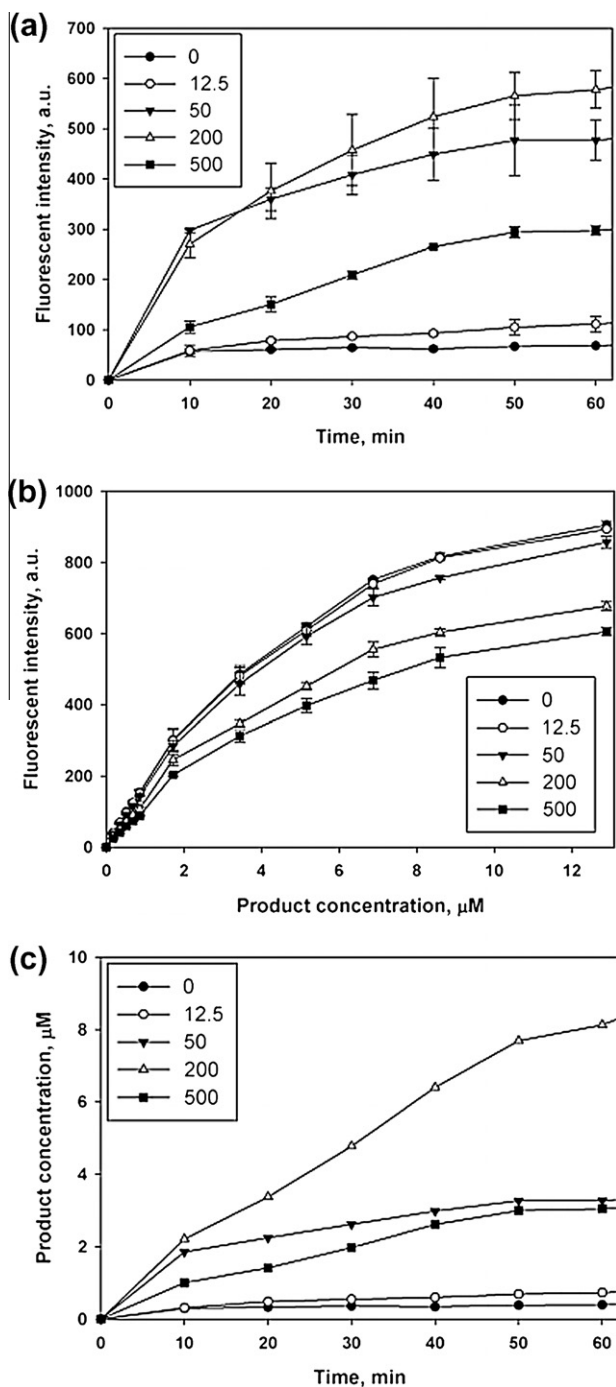 (a)
700
600
500
400
300
200
100
0
Fluorescent intensity, a.u.
0
12.5
50
200
500
0 10 20 30 40 50 60
Time, min
(b)
1000
800
600
400
200
0
Fluorescent intensity, a.u.
0
12.5
50
200
500
0 2 4 6 8 10 12
Product concentration, μM
(c)
10
8
6
4
2
0
Product concentration, μM
0
12.5
50
200
500
0 10 20 30 40 50 60
Time, min